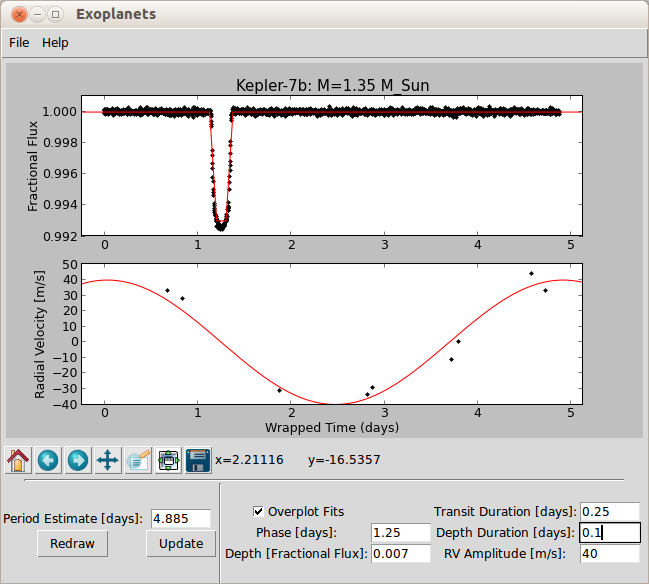 Exoplanets
File Help
Kepler-7b: M=1.35 M_Sun
Fractional Flux
1.000
0.998
0.996
0.994
0.992
0 1 2 3 4 5
Radial Velocity [m/s]
50
40
30
20
10
0
−10
−20
−30
−40
0 1 2 3 4 5
Wrapped Time (days)
x=2.21116 y=-16.5357
Period Estimate [days]: 4.885
Redraw Update
Overplot Fits Transit Duration [days]: 0.25
Phase [days]: 1.25 Depth Duration [days]: 0.1
Depth [Fractional Flux]: 0.007 RV Amplitude [m/s]: 40